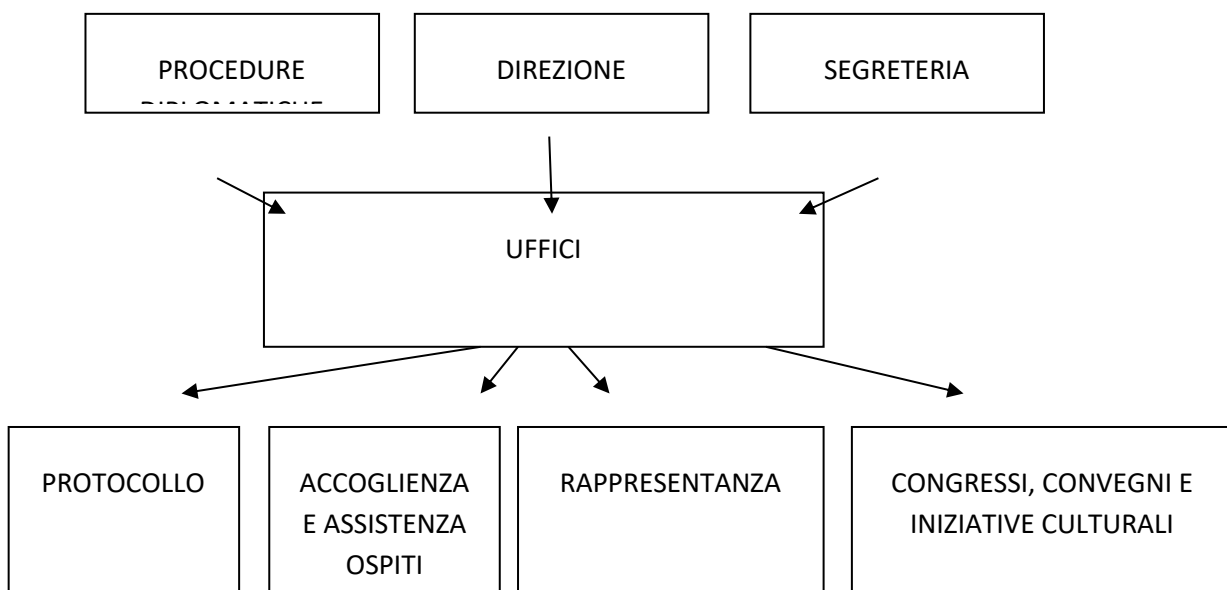 PROCEDURE
DIREZIONE
SEGRETERIA
UFFICI
PROTOCOLLO
ACCOGLIENZA
E ASSISTENZA
OSPITI
RAPPRESENTANZA
CONGRESSI, CONVEGNI E
INIZIATIVE CULTURALI